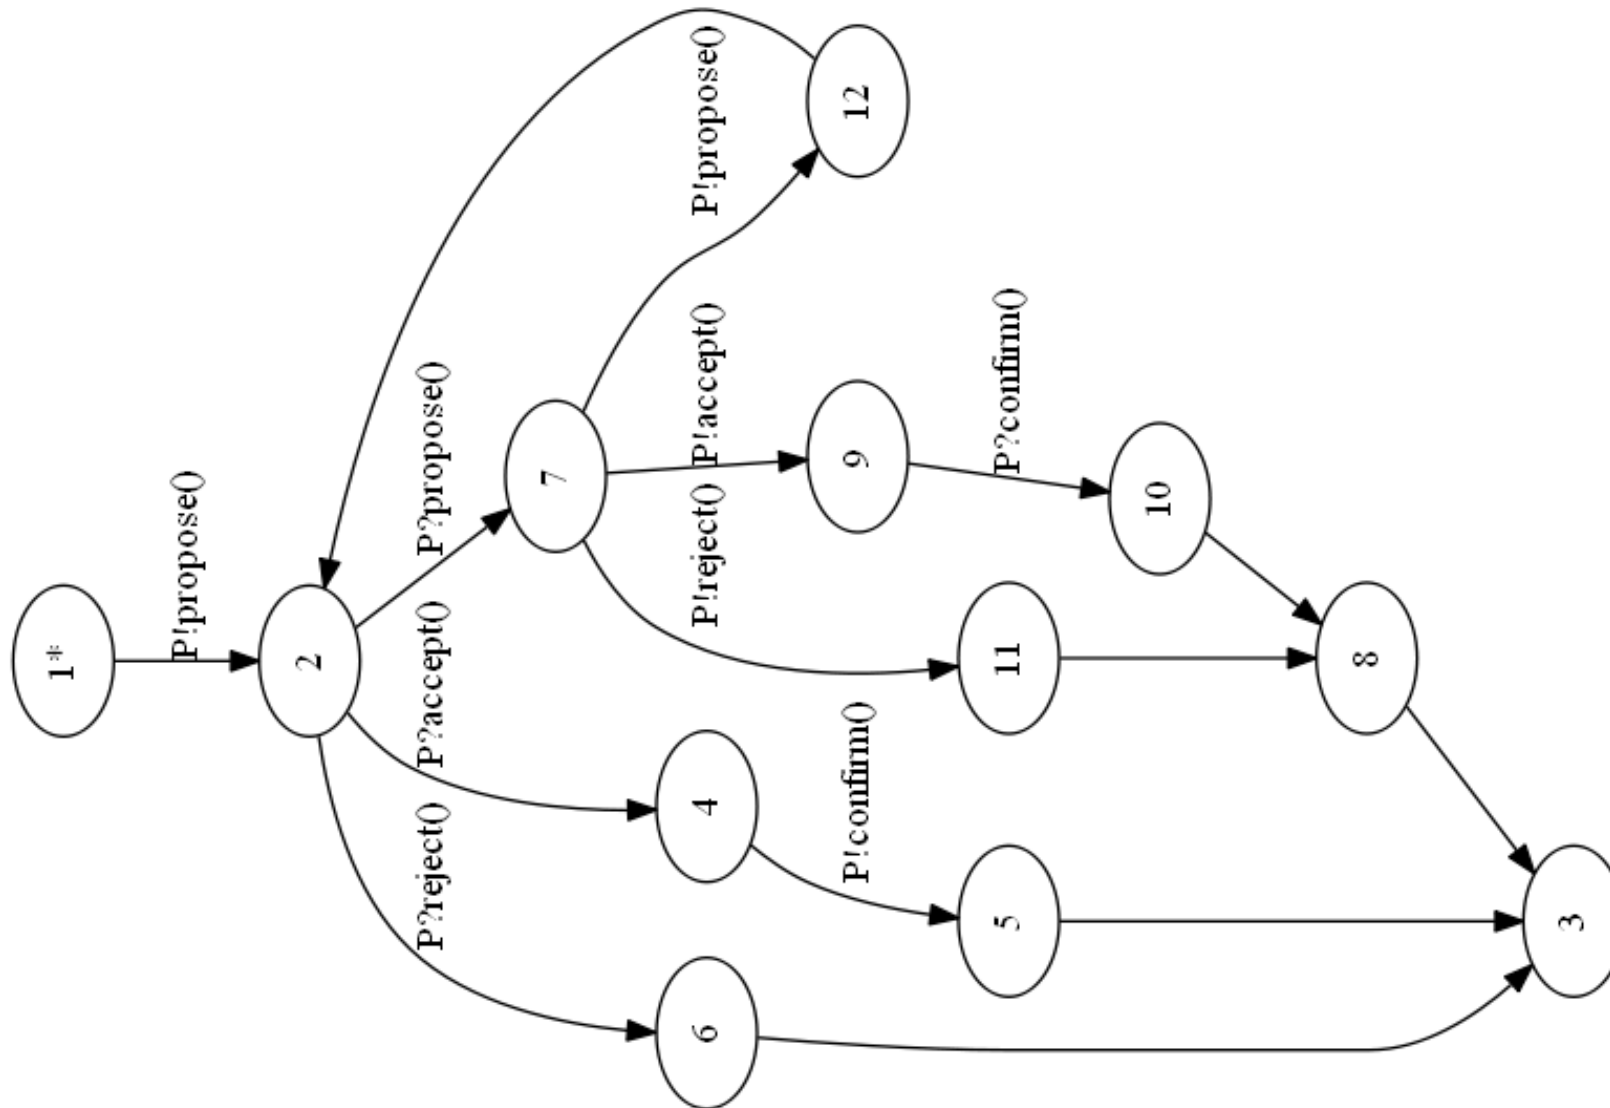 1*
P!propose()
2
P?reject()
P?accept()
P?propose()
7
6
4
P!reject()
P!accept()
P!propose()
P!confirm()
9
12
5
11
P?confirm()
10
8
3